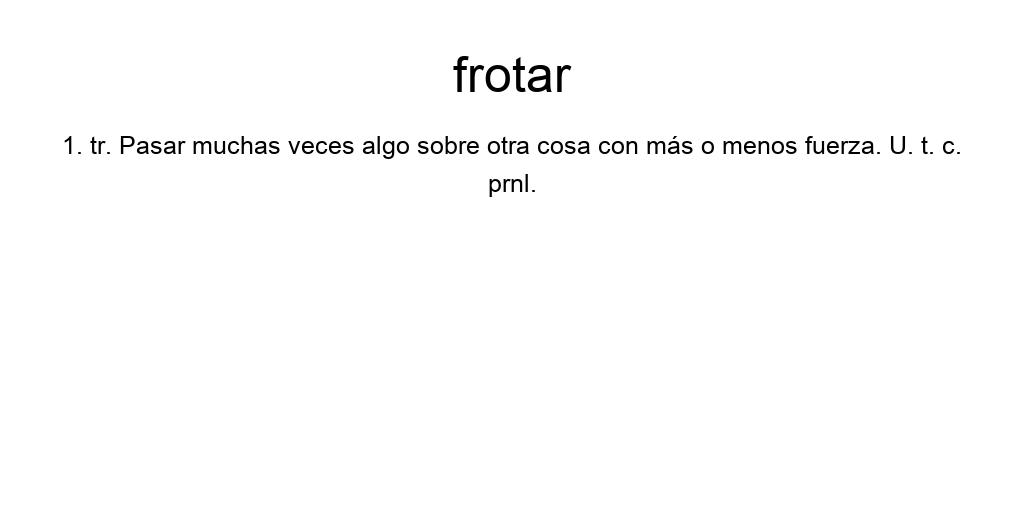 frotar
1. tr. Pasar muchas veces algo sobre otra cosa con más o menos fuerza. U. t. c.
prnl.